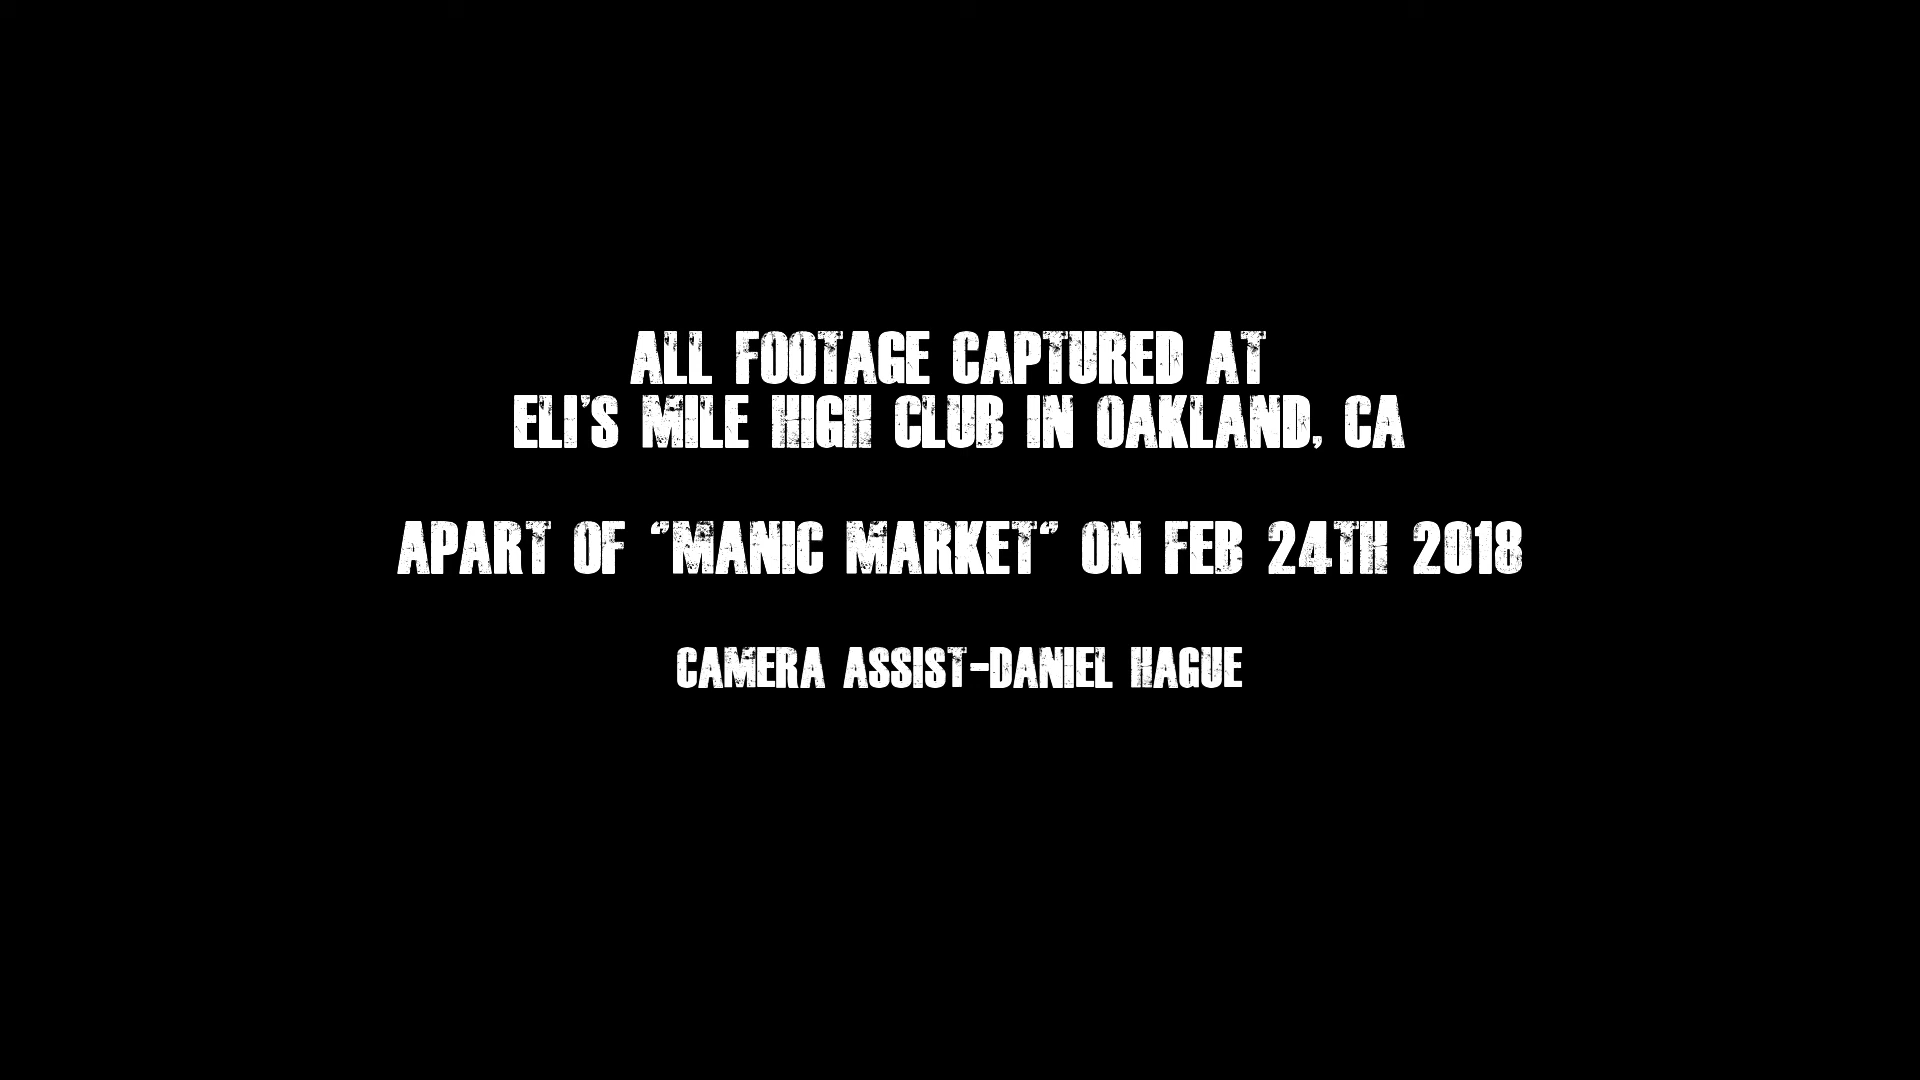 ALL FOOTAGE CAPTURED AT
ELI'S MILE HIGH CLUB IN OAKLAND, CA
APART OF "MANIC MARKET" ON FEB 24TH 2018
CAMERA ASSIST-DANIEL HAGUE